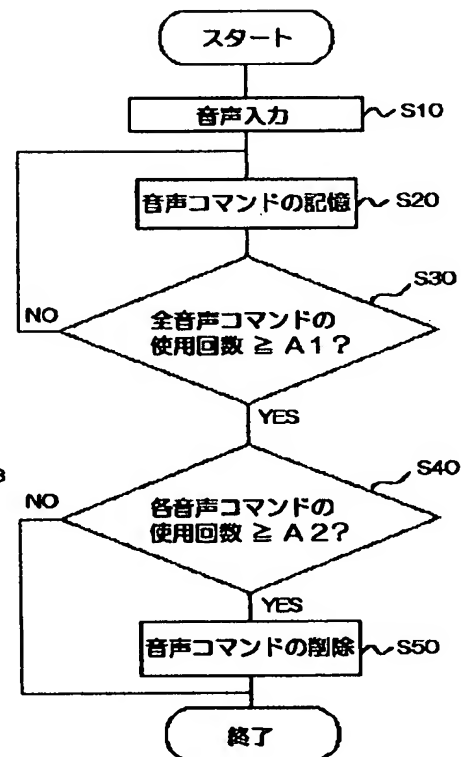 スタート
音声入力
S10
音声コマンドの記憶
S20
S30
NO
全音声コマンドの
使用回数 ≧ A1?
YES
S40
NO
各音声コマンドの
使用回数 ≧ A2?
YES
音声コマンドの削除
S50
終了